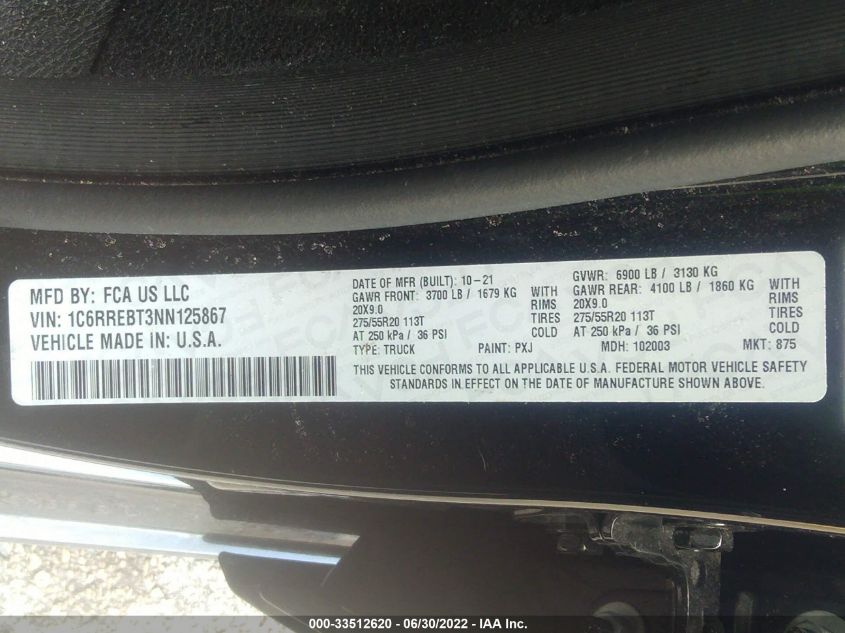 MFD BY: FCA US LLC
VIN: 1C6RREBT3NN125867
VEHICLE MADE IN: U.S.A.
DATE OF MFR (BUILT): 10-21
GAWR FRONT: 3700 LB / 1679 KG WITH
20X9.0 RIMS
275/55R20 113T TIRES
AT 250 kPa / 36 PSI COLD
TYPE: TRUCK PAINT: PXJ
GVWR: 6900 LB / 3130 KG
GAWR REAR: 4100 LB / 1860 KG WITH
20X9.0 RIMS
275/55R20 113T TIRES
AT 250 kPa / 36 PSI COLD
MDH: 102003 MKT: 875
THIS VEHICLE CONFORMS TO ALL APPLICABLE U.S.A. FEDERAL MOTOR VEHICLE SAFETY
STANDARDS IN EFFECT ON THE DATE OF MANUFACTURE SHOWN ABOVE.
000-33512620 - 06/30/2022 - IAA Inc.